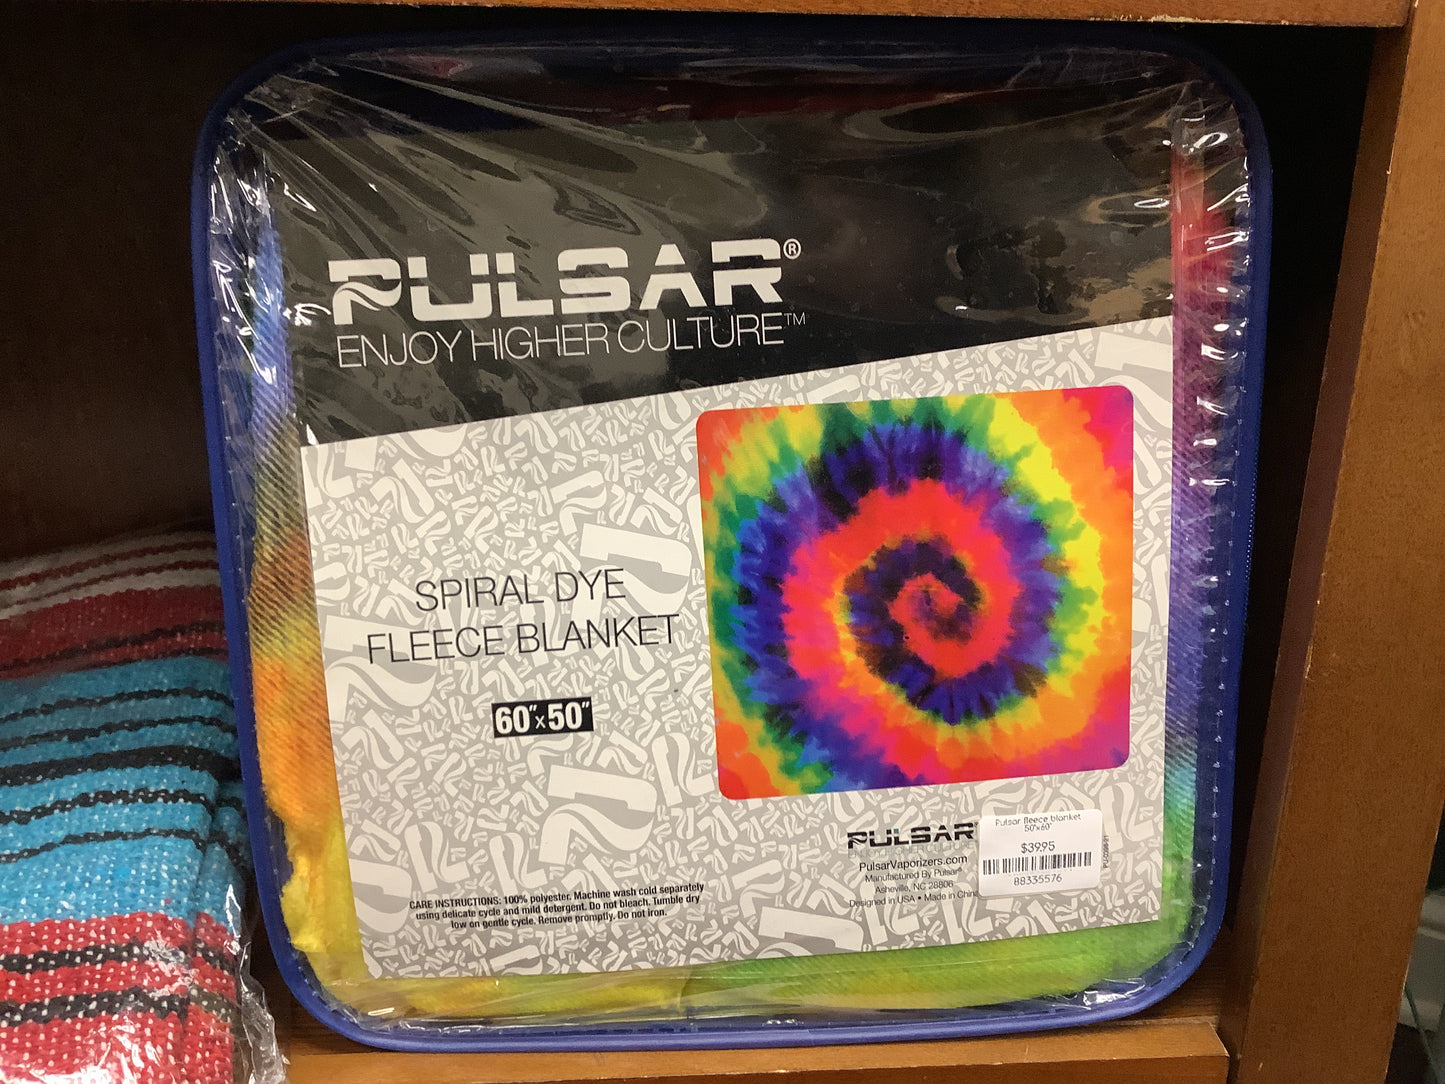 PULSAR®
ENJOY HIGHER CULTURE™
SPIRAL DYE
FLEECE BLANKET
60"x50"
CARE INSTRUCTIONS: 100% polyester. Machine wash cold separately
using delicate cycle and mild detergent. Do not bleach. Tumble dry
low on gentle cycle. Remove promptly. Do not iron.
PULSAR
ENJOY HIGHER CULTURE
PulsarVaporizers.com
Manufactured By Pulsar®
Asheville, NC 28806
Designed in USA • Made in China
Pulsar fleece blanket
50"x60"
$39.95
88335576